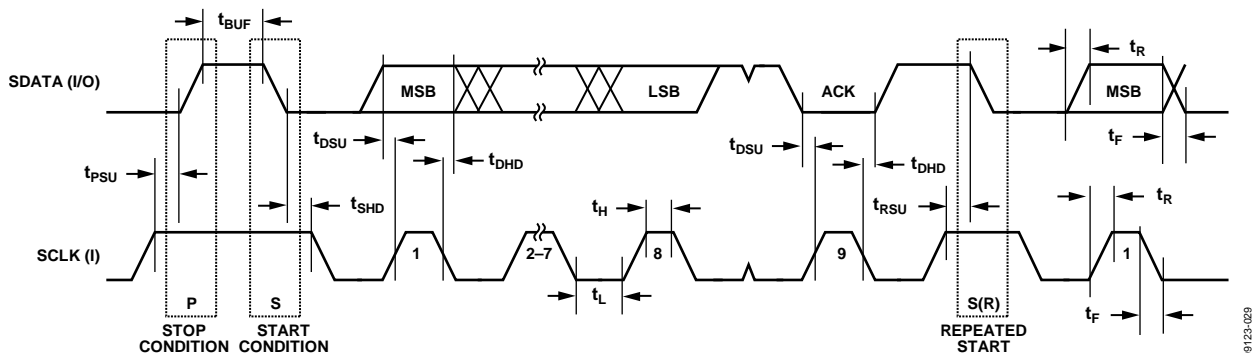 tBUF
SDATA (I/O)
MSB
LSB
ACK
tR
MSB
tF
tDSU
tDHD
tDSU
tDHD
tPSU
tSHD
tH
tRSU
tR
SCLK (I)
1
2–7
8
9
1
tL
tF
P
S
S(R)
STOP
CONDITION
START
CONDITION
REPEATED
START
9123-029